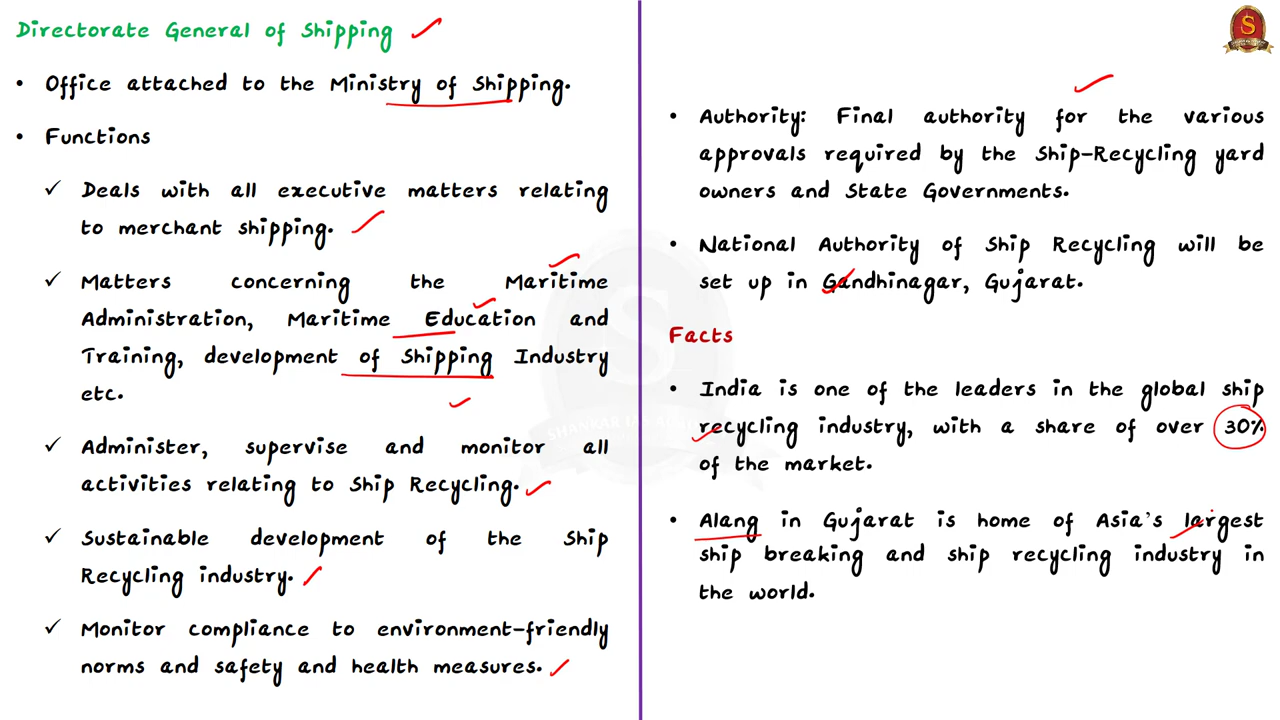 Directorate General of Shipping
• Office attached to the Ministry of Shipping.
• Functions
✓ Deals with all executive matters relating
to merchant shipping.
✓ Matters concerning the Maritime
Administration, Maritime Education and
Training, development of Shipping Industry
etc.
✓ Administer, supervise and monitor all
activities relating to Ship Recycling.
✓ Sustainable development of the Ship
Recycling industry.
✓ Monitor compliance to environment-friendly
norms and safety and health measures.
• Authority: Final authority for the various
approvals required by the Ship-Recycling yard
owners and State Governments.
• National Authority of Ship Recycling will be
set up in Gandhinagar, Gujarat.
Facts
• India is one of the leaders in the global ship
recycling industry, with a share of over 30%
of the market.
• Alang in Gujarat is home of Asia's largest
ship breaking and ship recycling industry in
the world.
S
SHANKAR